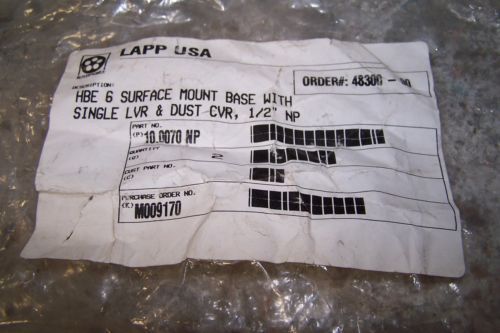 LAPP USA
DESCRIPTION:
HBE 6 SURFACE MOUNT BASE WITH
SINGLE LVR & DUST CVR, 1/2" NP
ORDER#: 48300 - 00
PART NO.
(P) 10.0070 NP
QUANTITY
(Q) 2
CUST PART NO.
(C)
PURCHASE ORDER NO.
(K) M009170